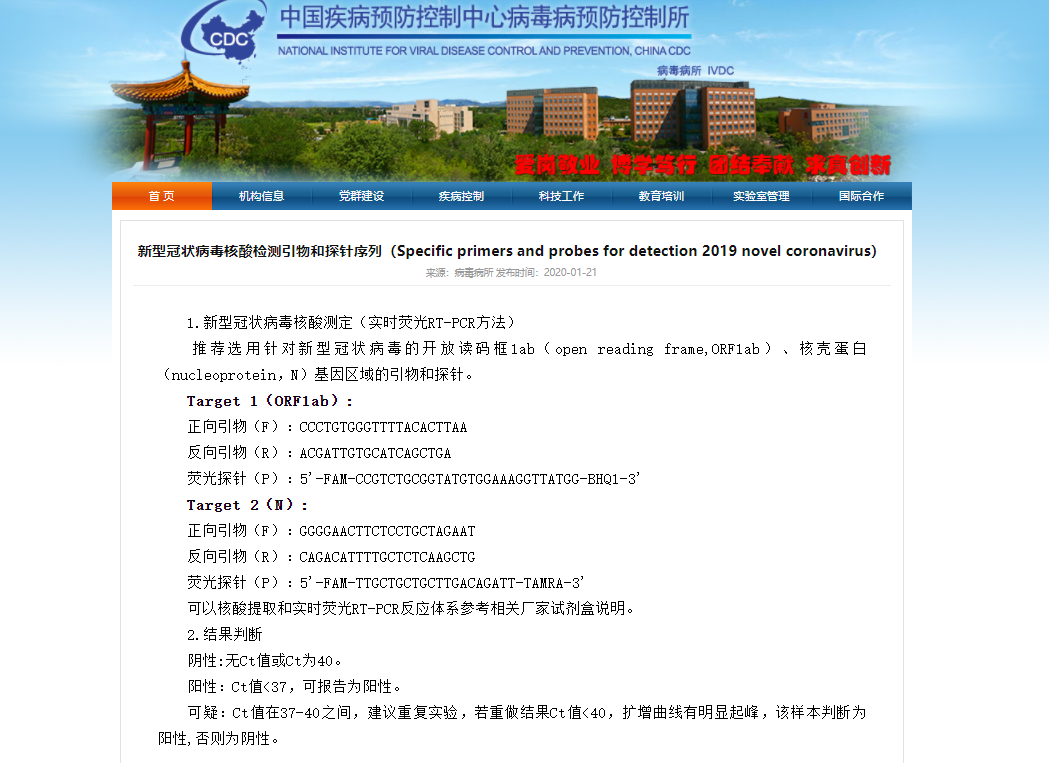 CDC
中国疾病预防控制中心病毒病预防控制所
NATIONAL INSTITUTE FOR VIRAL DISEASE CONTROL AND PREVENTION, CHINA CDC
病毒病所 IVDC
爱岗敬业 博学笃行 团结奉献 求真创新
首 页 机构信息 党群建设 疾病控制 科技工作 教育培训 实验室管理 国际合作
新型冠状病毒核酸检测引物和探针序列（Specific primers and probes for detection 2019 novel coronavirus）
来源：病毒病所 发布时间：2020-01-21
1.新型冠状病毒核酸测定（实时荧光RT-PCR方法）
推荐选用针对新型冠状病毒的开放读码框1ab（open reading frame,ORF1ab）、核壳蛋白
（nucleoprotein，N）基因区域的引物和探针。
Target 1（ORF1ab）:
正向引物（F）：CCCTGTGGGTTTTACACTTAA
反向引物（R）：ACGATTGTGCATCAGCTGA
荧光探针（P）：5'-FAM-CCGTCTGCGGTATGTGGAAAGGTTATGG-BHQ1-3'
Target 2（N）:
正向引物（F）：GGGGAACTTCTCCTGCTAGAAT
反向引物（R）：CAGACATTTTGCTCTCAAGCTG
荧光探针（P）：5'-FAM-TTGCTGCTGCTTGACAGATT-TAMRA-3'
可以核酸提取和实时荧光RT-PCR反应体系参考相关厂家试剂盒说明。
2.结果判断
阴性:无Ct值或Ct为40。
阳性：Ct值<37，可报告为阳性。
可疑：Ct值在37-40之间，建议重复实验，若重做结果Ct值<40，扩增曲线有明显起峰，该样本判断为
阳性,否则为阴性。